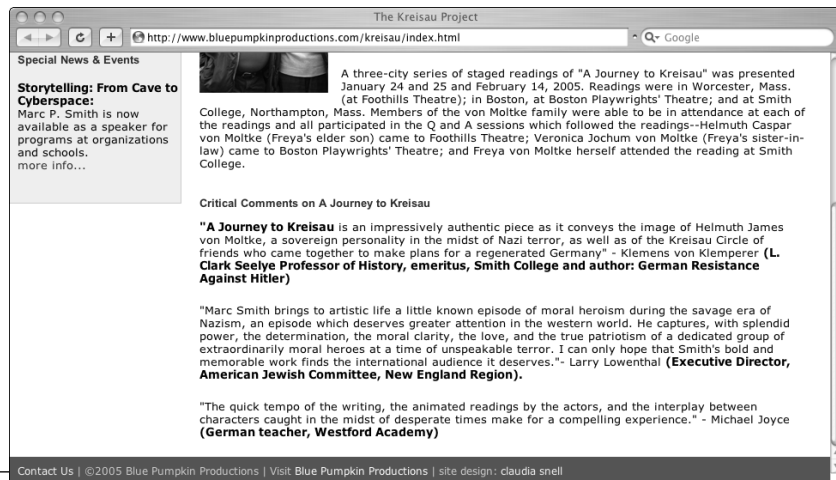 The Kreisau Project
http://www.bluepumpkinproductions.com/kreisau/index.html
Google
Special News & Events
Storytelling: From Cave to
Cyberspace:
Marc P. Smith is now
available as a speaker for
programs at organizations
and schools.
more info...
A three-city series of staged readings of "A Journey to Kreisau" was presented
January 24 and 25 and February 14, 2005. Readings were in Worcester, Mass.
(at Foothills Theatre); in Boston, at Boston Playwrights' Theatre; and at Smith
College, Northampton, Mass. Members of the von Moltke family were able to be in attendance at each of
the readings and all participated in the Q and A sessions which followed the readings--Helmuth Caspar
von Moltke (Freya's elder son) came to Foothills Theatre; Veronica Jochum von Moltke (Freya's sister-in-
law) came to Boston Playwrights' Theatre; and Freya von Moltke herself attended the reading at Smith
College.
Critical Comments on A Journey to Kreisau
"A Journey to Kreisau is an impressively authentic piece as it conveys the image of Helmuth James
von Moltke, a sovereign personality in the midst of Nazi terror, as well as of the Kreisau Circle of
friends who came together to make plans for a regenerated Germany" - Klemens von Klemperer (L.
Clark Seelye Professor of History, emeritus, Smith College and author: German Resistance
Against Hitler)
"Marc Smith brings to artistic life a little known episode of moral heroism during the savage era of
Nazism, an episode which deserves greater attention in the western world. He captures, with splendid
power, the determination, the moral clarity, the love, and the true patriotism of a dedicated group of
extraordinarily moral heroes at a time of unspeakable terror. I can only hope that Smith's bold and
memorable work finds the international audience it deserves."- Larry Lowenthal (Executive Director,
American Jewish Committee, New England Region).
"The quick tempo of the writing, the animated readings by the actors, and the interplay between
characters caught in the midst of desperate times make for a compelling experience." - Michael Joyce
(German teacher, Westford Academy)
Contact Us | ©2005 Blue Pumpkin Productions | Visit Blue Pumpkin Productions | site design: claudia snell